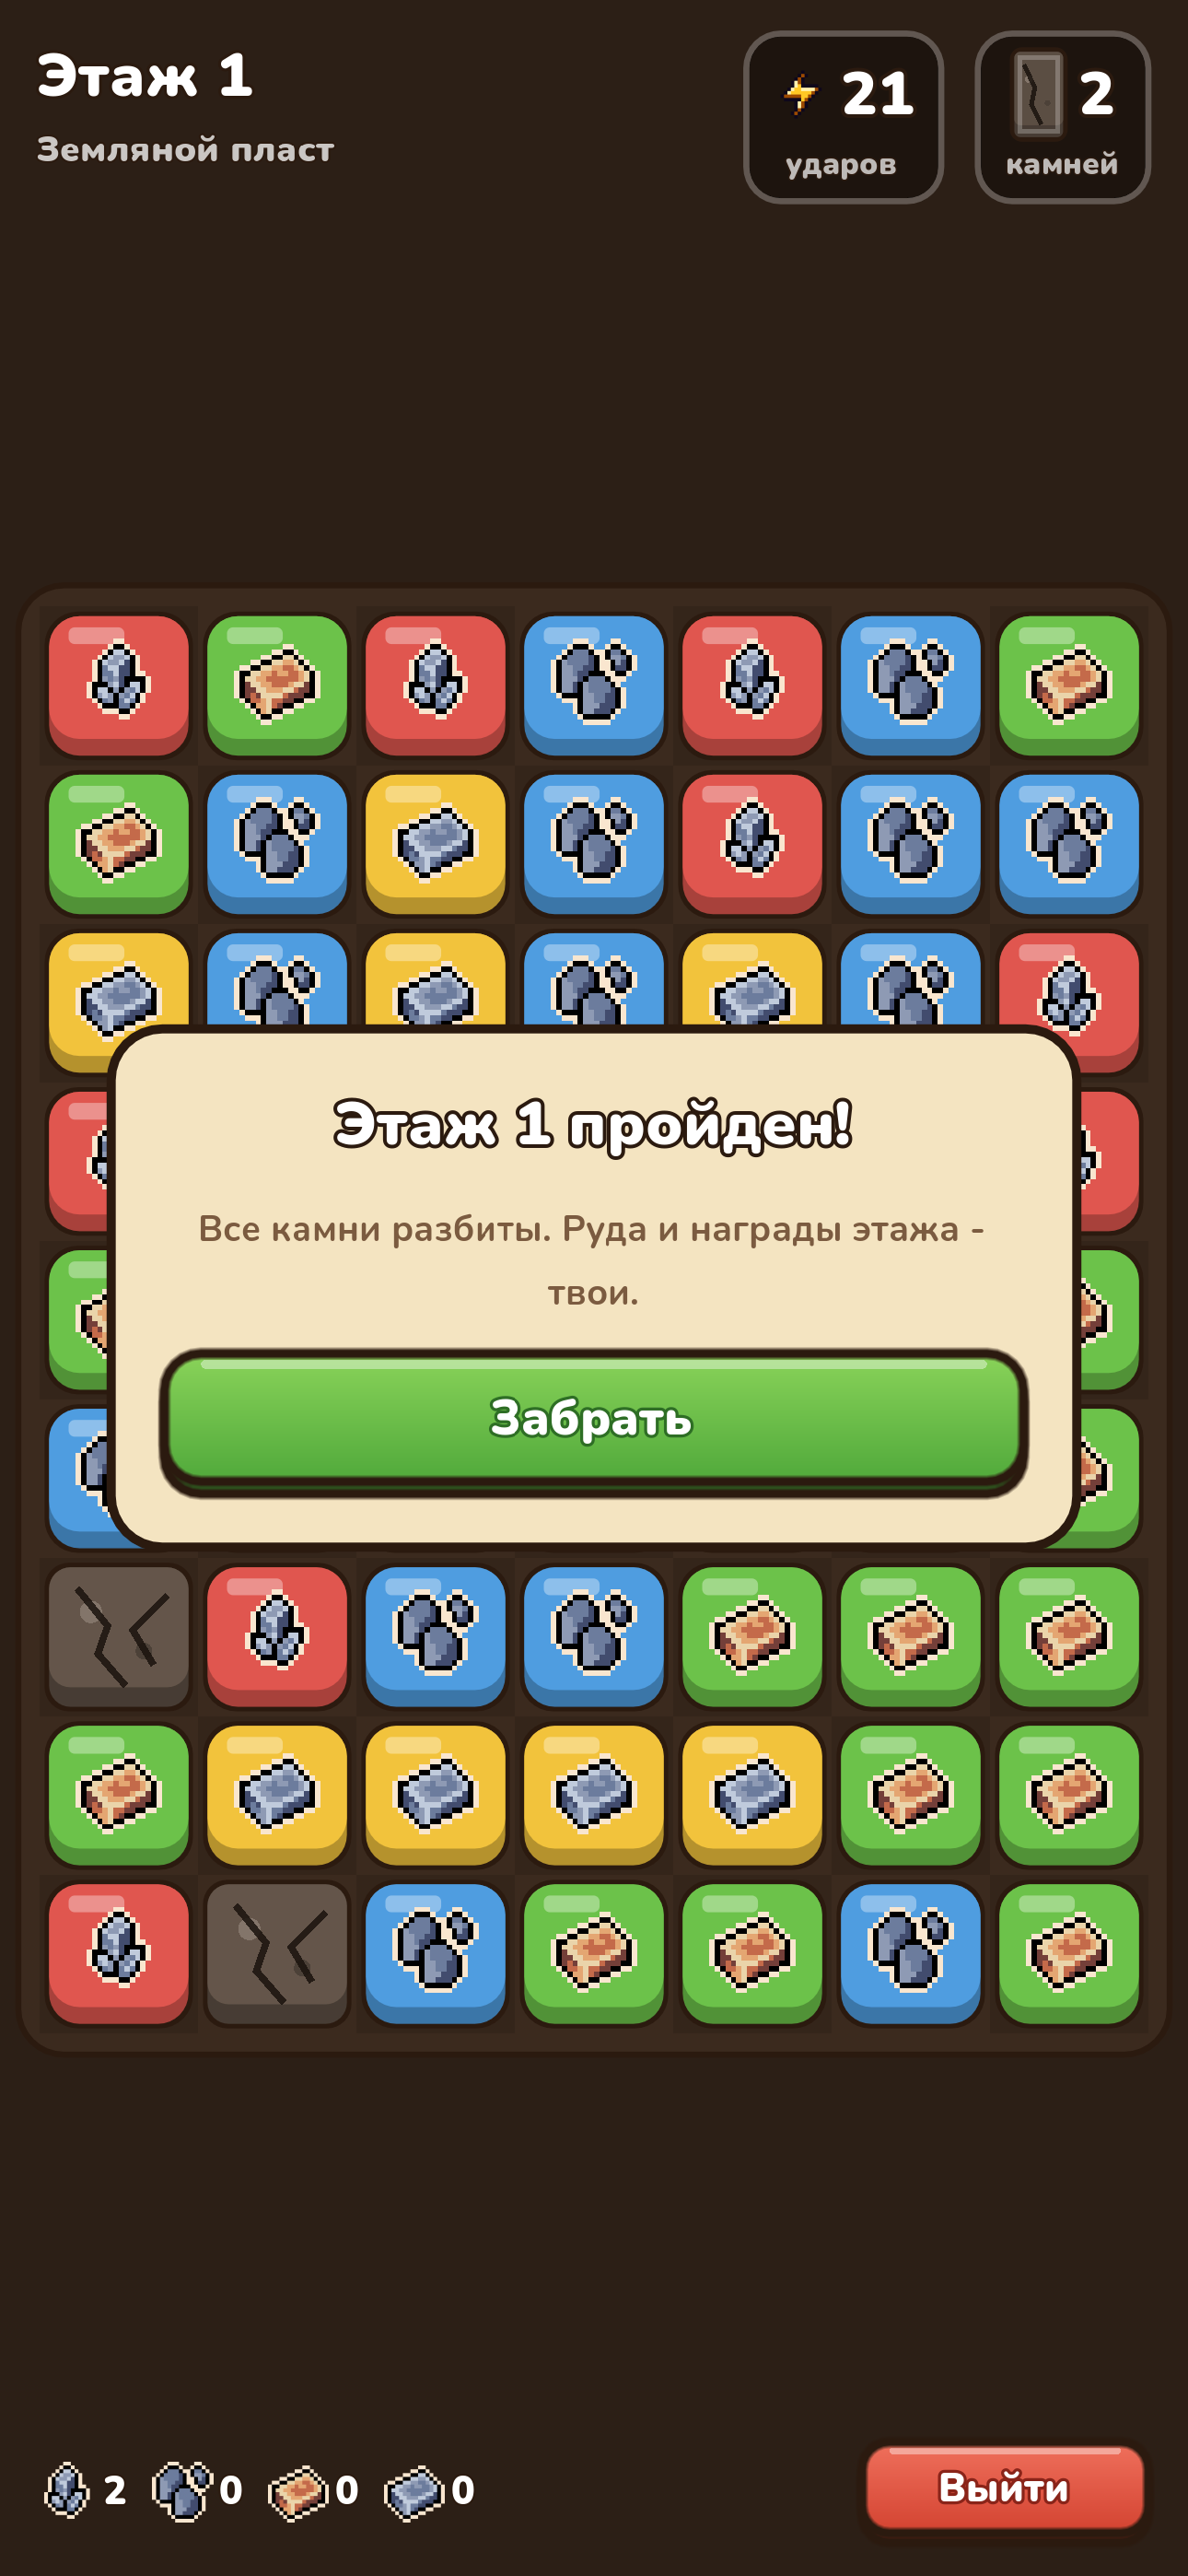 Этаж 1
Земляной пласт
21
ударов
2
камней
Этаж 1 пройден!
Все камни разбиты. Руда и награды этажа -
твои.
Забрать
2 0 0 0
Выйти